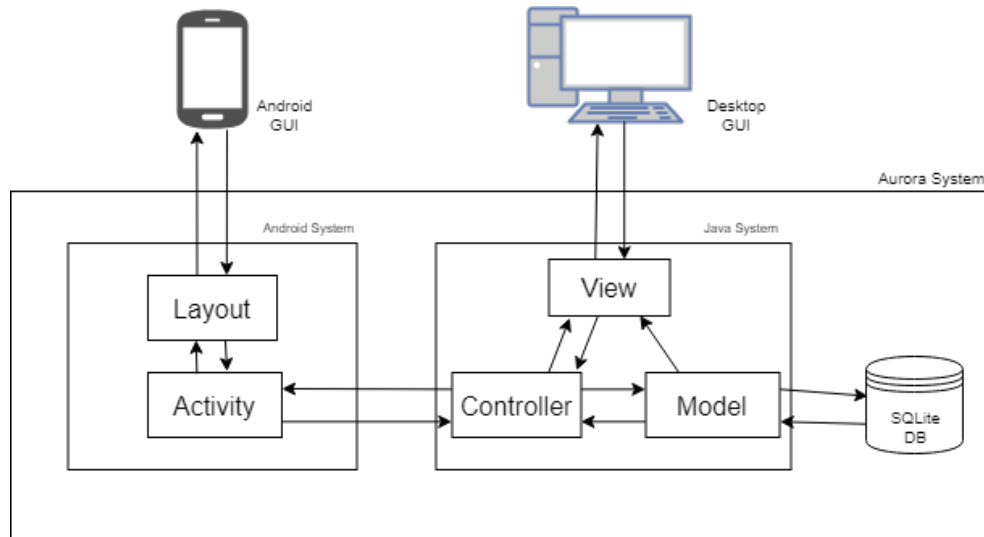 Android
GUI
Desktop
GUI
Aurora System
Android System
Java System
Layout
View
Activity
Controller
Model
SQLite
DB